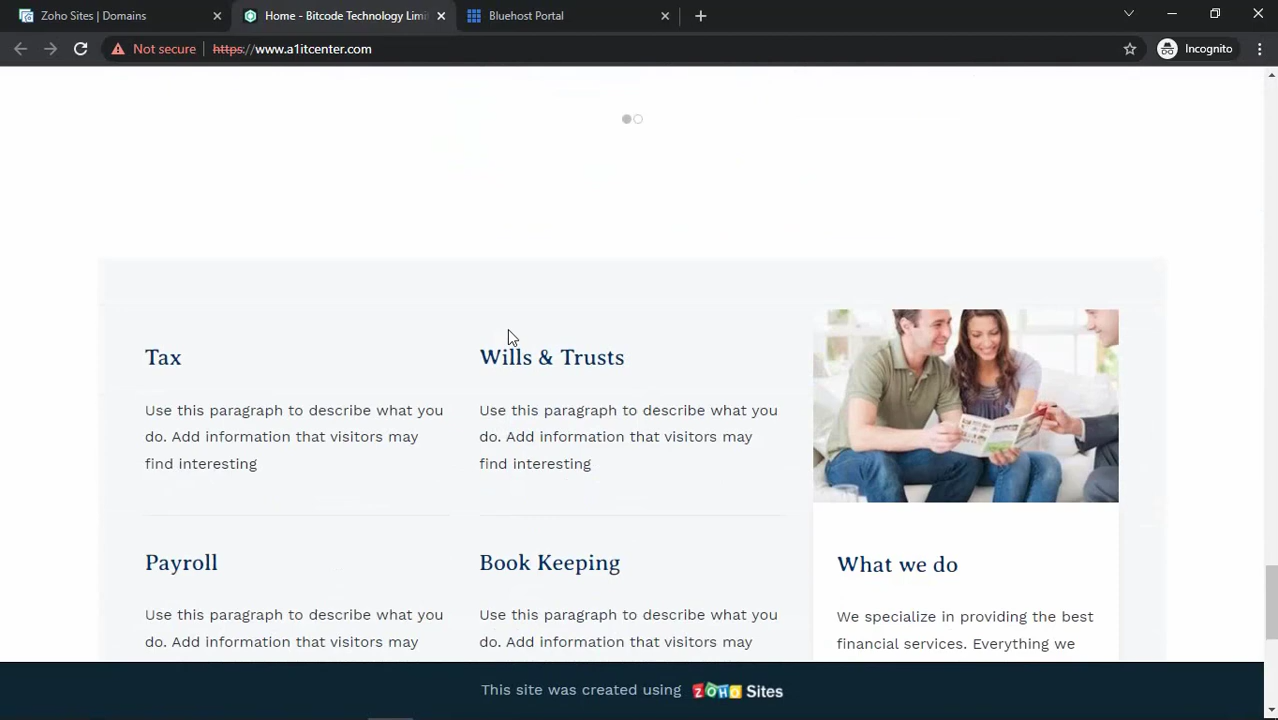 Zoho Sites | Domains
Home - Bitcode Technology Limi
Bluehost Portal
Not secure
https://www.a1itcenter.com
Incognito
Tax
Use this paragraph to describe what you
do. Add information that visitors may
find interesting
Wills & Trusts
Use this paragraph to describe what you
do. Add information that visitors may
find interesting
Payroll
Use this paragraph to describe what you
do. Add information that visitors may
Book Keeping
Use this paragraph to describe what you
do. Add information that visitors may
What we do
We specialize in providing the best
financial services. Everything we
This site was created using ZOHO Sites